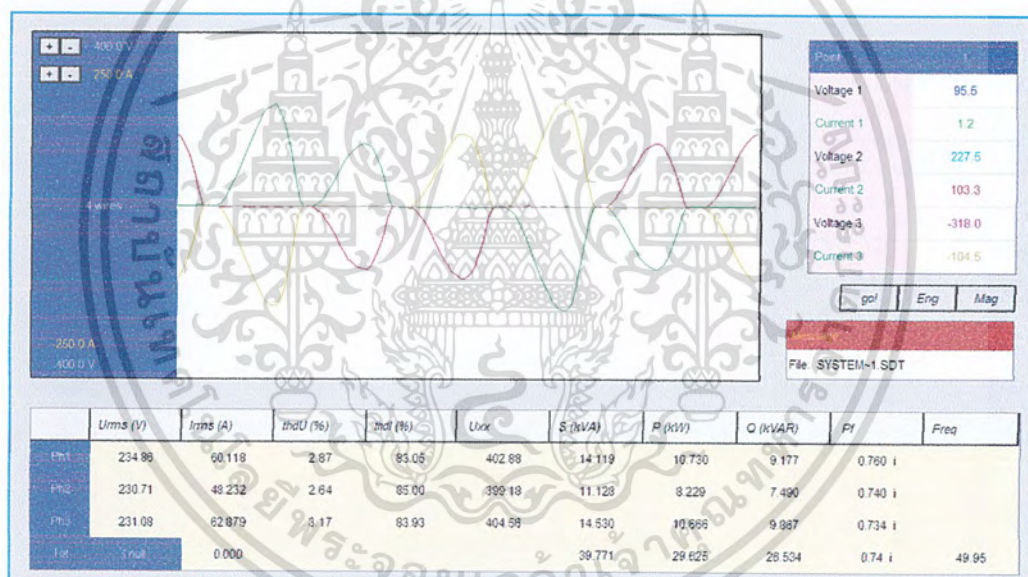 + - 400.0 V
+ - 250.0 A
4 wires
-250.0 A
-400.0 V
Point 1
Voltage 1 95.5
Current 1 1.2
Voltage 2 227.5
Current 2 103.3
Voltage 3 -318.0
Current 3 -104.5
go! Eng Mag
Message
File: SYSTEM~1.SDT
Urms (V) Irms (A) thdU (%) thdI (%) Uxx S (kVA) P (kW) Q (kVAR) Pf Freq
Ph1 234.86 60.118 2.87 83.05 402.88 14.119 10.730 9.177 0.760 i
Ph2 230.71 48.232 2.64 85.00 399.18 11.128 8.229 7.490 0.740 i
Ph3 231.08 62.879 3.17 83.93 404.56 14.530 10.666 9.867 0.734 i
Tot 0.000 39.771 29.625 26.534 0.74 i 49.95